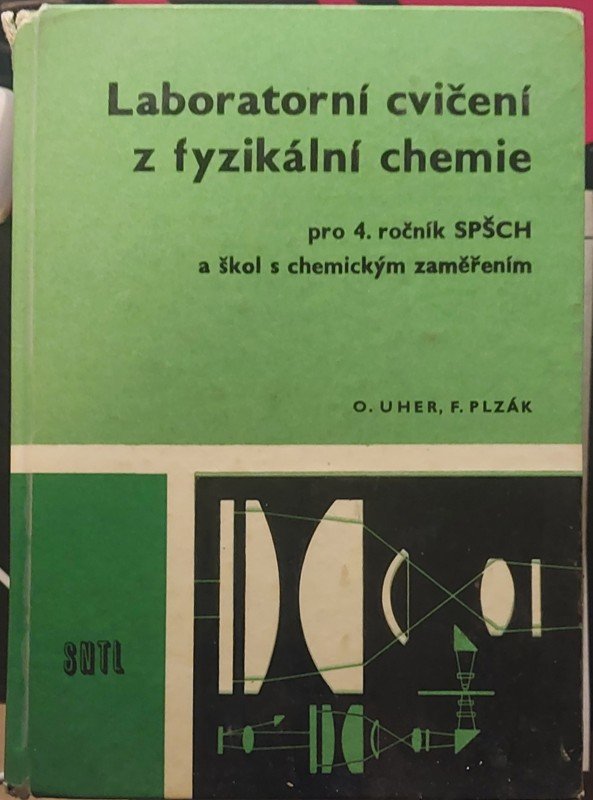 Laboratorní cvičení
z fyzikální chemie
pro 4. ročník SPŠCH
a škol s chemickým zaměřením
O. UHER, F. PLZÁK
SNTL